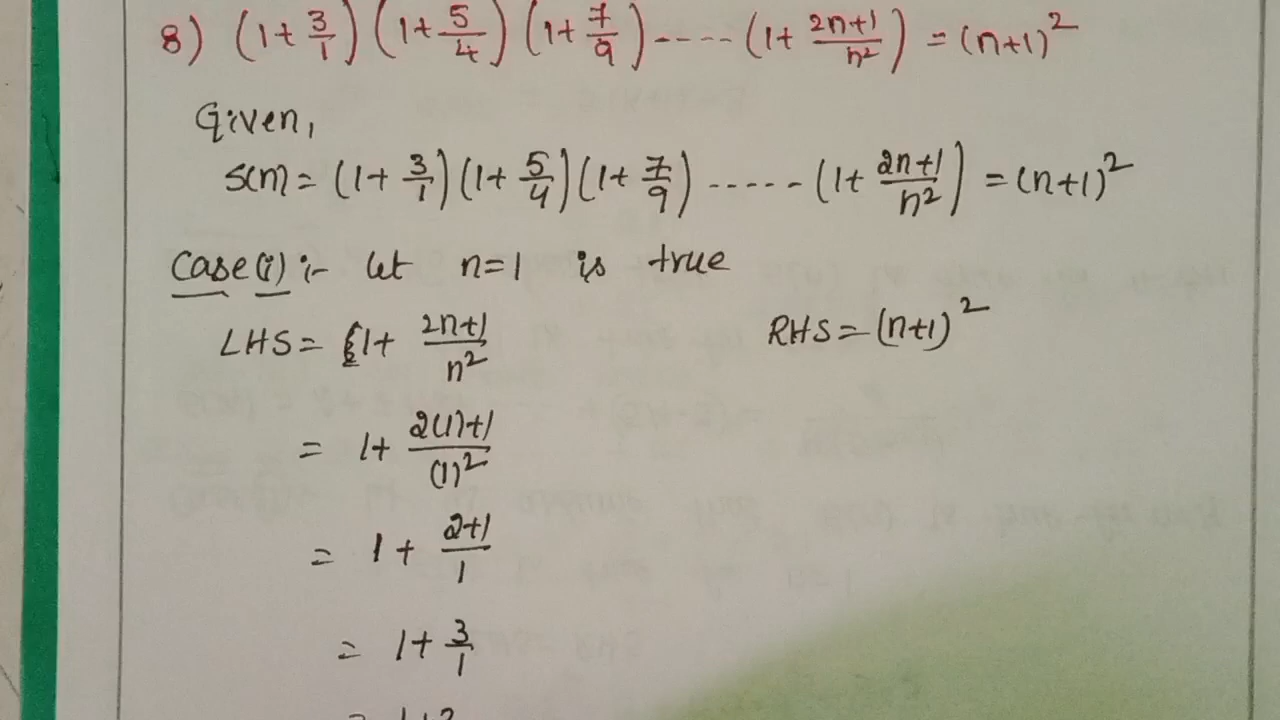 8) (1+ 3/1) (1+ 5/4) (1+ 7/9) ----- (1+ 2n+1/n²) = (n+1)²
Given,
S(n) = (1+ 3/1) (1+ 5/4) (1+ 7/9) ------ (1+ 2n+1/n²) = (n+1)²
Case(i) :- let n=1 is true
LHS = 1+ 2n+1/n² RHS = (n+1)²
= 1+ 2(1)+1/(1)²
= 1+ 2+1/1
= 1+ 3/1
= 1+3